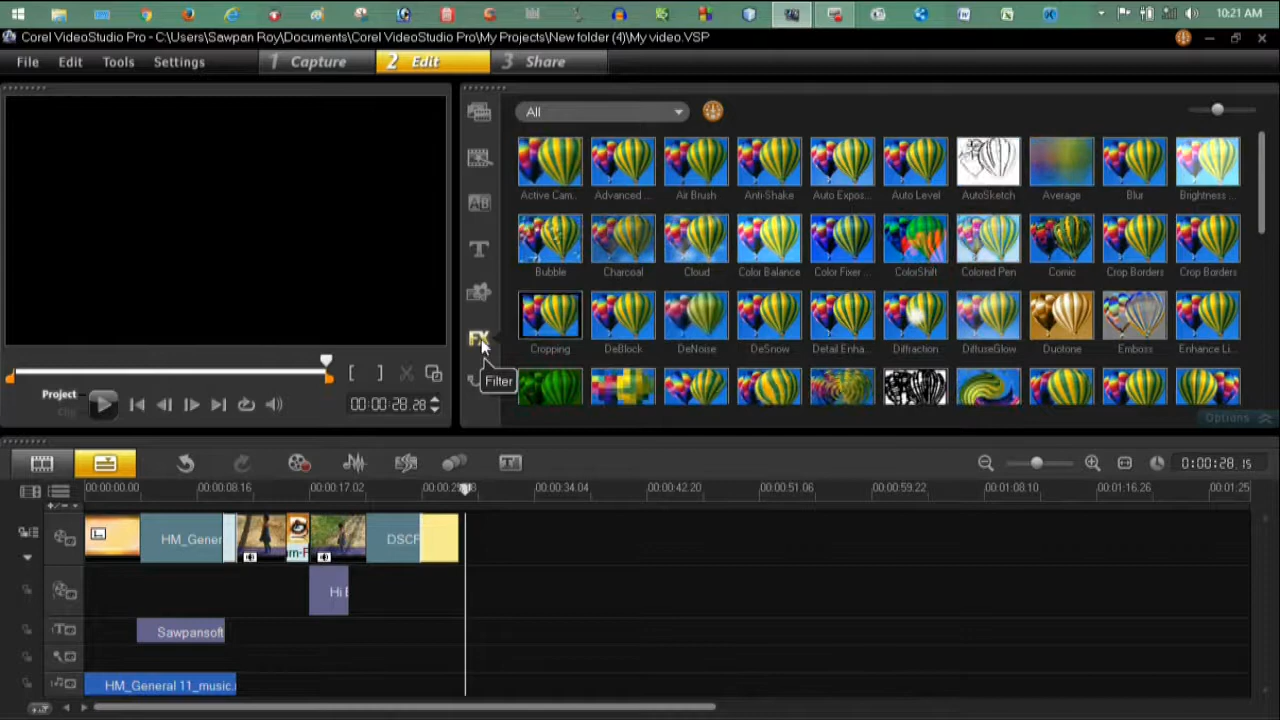 10:21 AM
Corel VideoStudio Pro - C:\Users\Sawpan Roy\Documents\Corel VideoStudio Pro\My Projects\New folder (4)\My video.VSP
File Edit Tools Settings 1 Capture 2 Edit 3 Share
All
Active Cam.. Advanced ... Air Brush Anti-Shake Auto Expos... Auto Level AutoSketch Average Blur Brightness ...
Bubble Charcoal Cloud Color Balance Color Fixer ... ColorShift Colored Pen Comic Crop Borders Crop Borders
Cropping DeBlock DeNoise DeSnow Detail Enha... Diffraction DiffuseGlow Duotone Emboss Enhance Li...
FX
Filter
Project
Clip
00:00:28.28
Options
0:00:28.15
00:00:00.00 00:00:08.16 00:00:17.02 00:00:25 00:00:34.04 00:00:42.20 00:00:51.06 00:00:59.22 00:01:08.10 00:01:16.26 00:01:25
HM_Gener DSCF
Hi
Sawpansoft
HM_General 11_music.